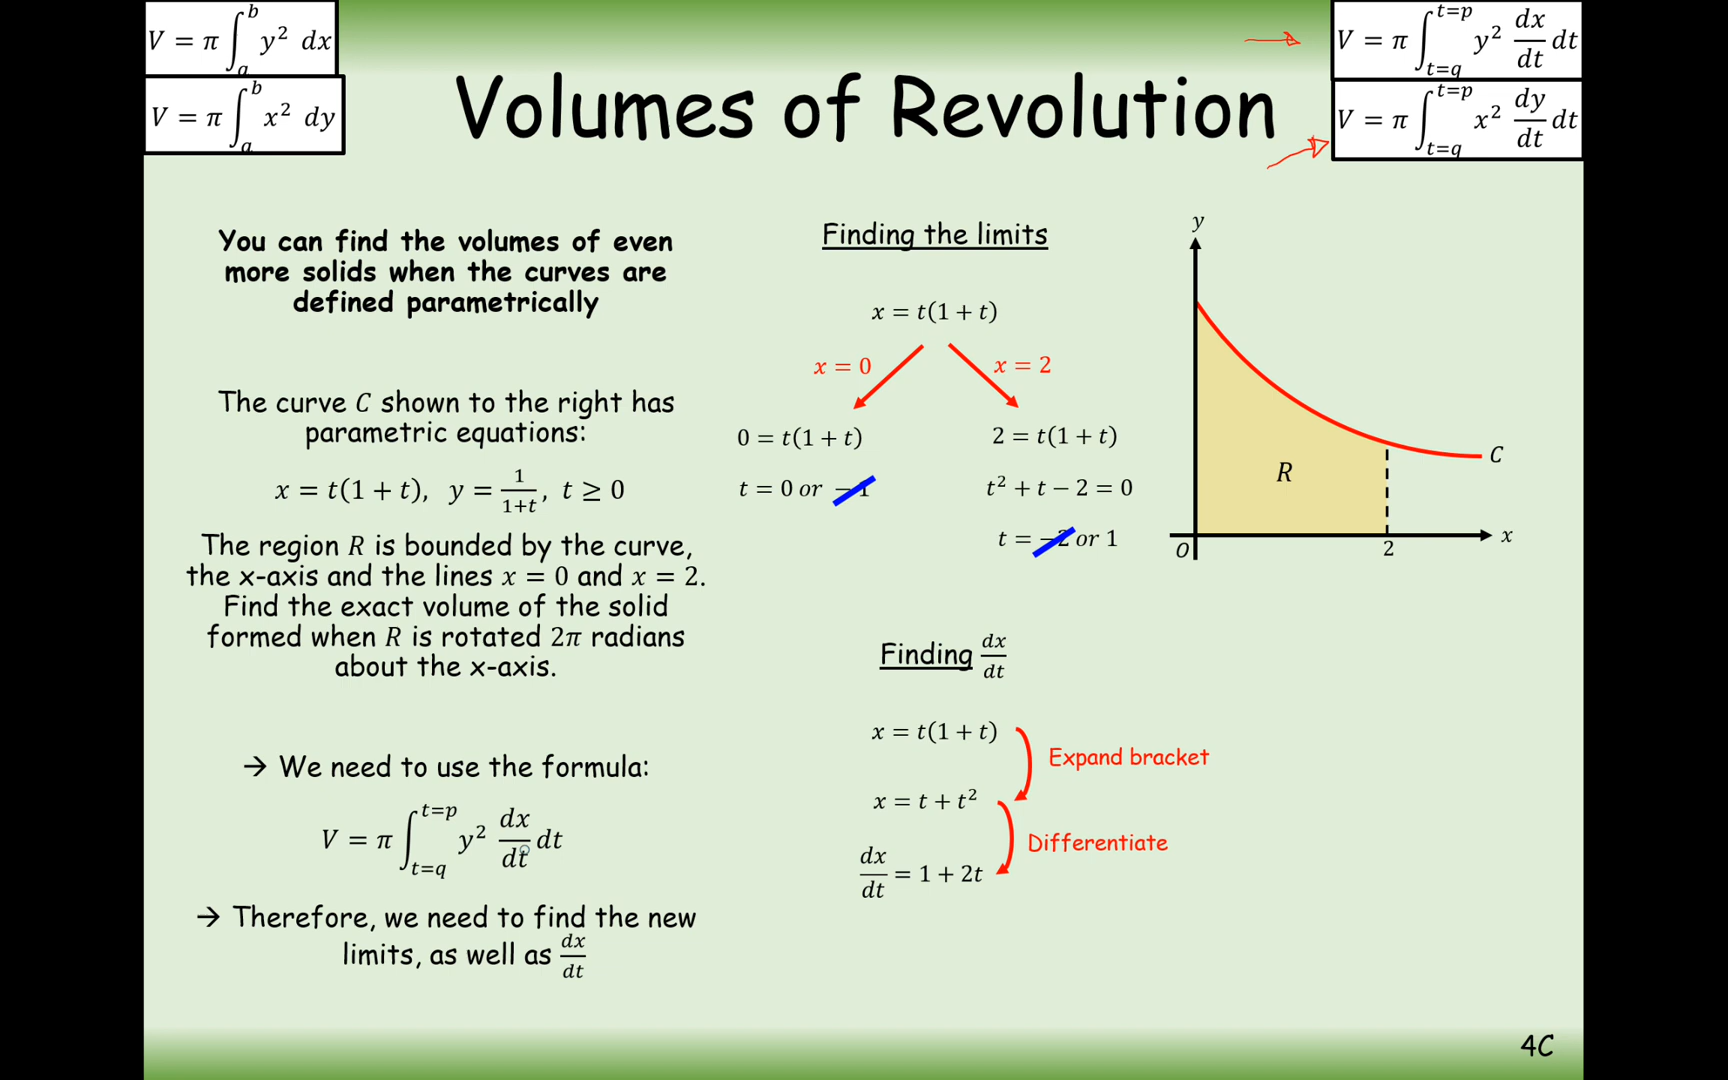 V = π ∫_a^b y² dx
V = π ∫_a^b x² dy
Volumes of Revolution
V = π ∫_{t=q}^{t=p} y² dx/dt dt
V = π ∫_{t=q}^{t=p} x² dy/dt dt
You can find the volumes of even
more solids when the curves are
defined parametrically
The curve C shown to the right has
parametric equations:
x = t(1 + t), y = 1/(1+t), t ≥ 0
The region R is bounded by the curve,
the x-axis and the lines x = 0 and x = 2.
Find the exact volume of the solid
formed when R is rotated 2π radians
about the x-axis.
→ We need to use the formula:
V = π ∫_{t=q}^{t=p} y² dx/dt dt
→ Therefore, we need to find the new
limits, as well as dx/dt
Finding the limits
x = t(1 + t)
x = 0
x = 2
0 = t(1 + t)
t = 0 or −1
2 = t(1 + t)
t² + t − 2 = 0
t = −2 or 1
Finding dx/dt
x = t(1 + t)
Expand bracket
x = t + t²
Differentiate
dx/dt = 1 + 2t
y
C
R
O
2
x
4C